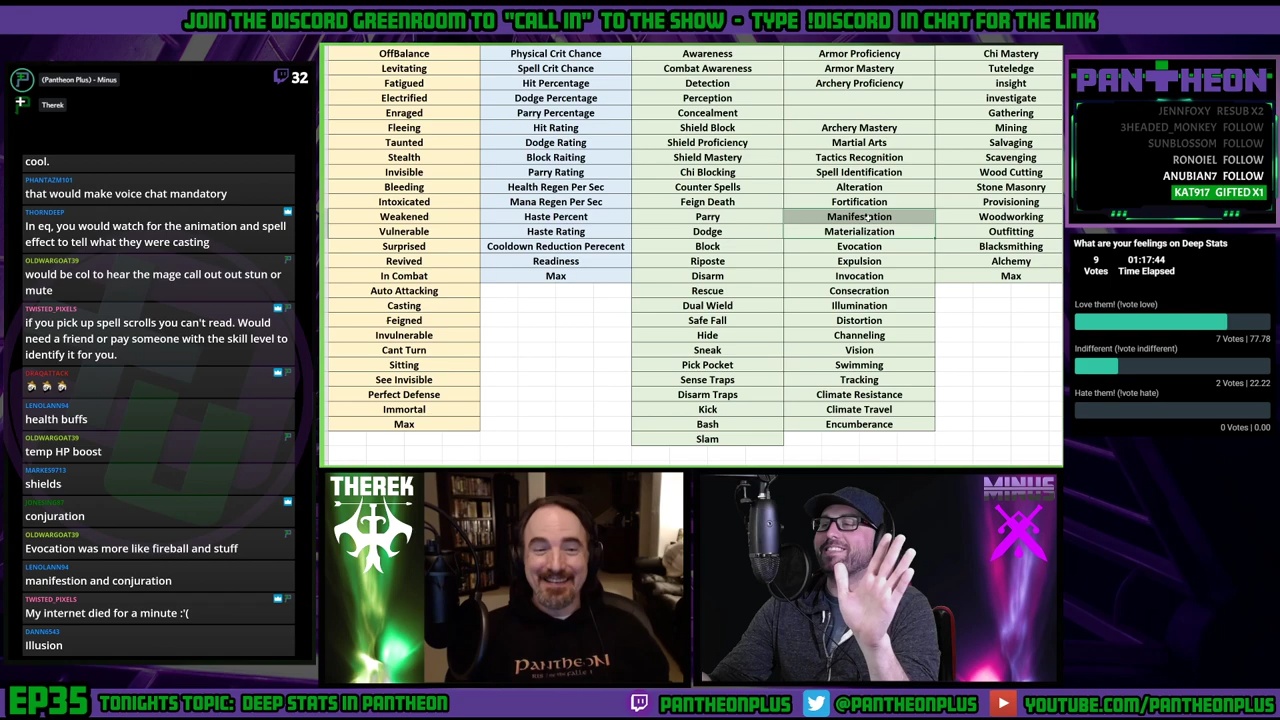 JOIN THE DISCORD GREENROOM TO "CALL IN" TO THE SHOW - TYPE !DISCORD IN CHAT FOR THE LINK
(Pantheon Plus) - Minus
32
Therek
cool.
PHANTAZM101
that would make voice chat mandatory
THORNDEEP
In eq, you would watch for the animation and spell
effect to tell what they were casting
OLDWARGOAT39
would be col to hear the mage call out out stun or
mute
TWISTED_PIXELS
if you pick up spell scrolls you can't read. Would
need a friend or pay someone with the skill level to
identify it for you.
LENOLANN94
health buffs
OLDWARGOAT39
temp HP boost
MARKES9713
shields
conjuration
OLDWARGOAT39
Evocation was more like fireball and stuff
LENOLANN94
manifestion and conjuration
TWISTED_PIXELS
My internet died for a minute :'(
DANN6543
Illusion
OffBalance
Levitating
Fatigued
Electrified
Enraged
Fleeing
Taunted
Stealth
Invisible
Bleeding
Intoxicated
Weakened
Vulnerable
Surprised
Revived
In Combat
Auto Attacking
Casting
Feigned
Invulnerable
Cant Turn
Sitting
See Invisible
Perfect Defense
Immortal
Max
Physical Crit Chance
Spell Crit Chance
Hit Percentage
Dodge Percentage
Parry Percentage
Hit Rating
Dodge Rating
Block Raiting
Parry Rating
Health Regen Per Sec
Mana Regen Per Sec
Haste Percent
Haste Rating
Cooldown Reduction Perecent
Readiness
Max
Awareness
Combat Awareness
Detection
Perception
Concealment
Shield Block
Shield Proficiency
Shield Mastery
Chi Blocking
Counter Spells
Feign Death
Parry
Dodge
Block
Riposte
Disarm
Rescue
Dual Wield
Safe Fall
Hide
Sneak
Pick Pocket
Sense Traps
Disarm Traps
Kick
Bash
Slam
Armor Proficiency
Armor Mastery
Archery Proficiency
Archery Mastery
Martial Arts
Tactics Recognition
Spell Identification
Alteration
Fortification
Manifestation
Materialization
Evocation
Expulsion
Invocation
Consecration
Illumination
Distortion
Channeling
Vision
Swimming
Tracking
Climate Resistance
Climate Travel
Encumberance
Chi Mastery
Tuteledge
insight
investigate
Gathering
Mining
Salvaging
Scavenging
Wood Cutting
Stone Masonry
Provisioning
Woodworking
Outfitting
Blacksmithing
Alchemy
Max
PANTHEON
JENNFOXY RESUB X2
3HEADED_MONKEY FOLLOW
SUNBLOSSOM FOLLOW
RONOIEL FOLLOW
ANUBIAN7 FOLLOW
KAT917 GIFTED X1
What are your feelings on Deep Stats
9 01:17:44
Votes Time Elapsed
Love them! (!vote love)
7 Votes | 77.78
Indifferent (!vote indifferent)
2 Votes | 22.22
Hate them! (!vote hate)
0 Votes | 0.00
THEREK
MINUS
PANTHEON
EP35 TONIGHTS TOPIC: DEEP STATS IN PANTHEON
PANTHEONPLUS
@PANTHEONPLUS
YOUTUBE.COM/PANTHEONPLUS